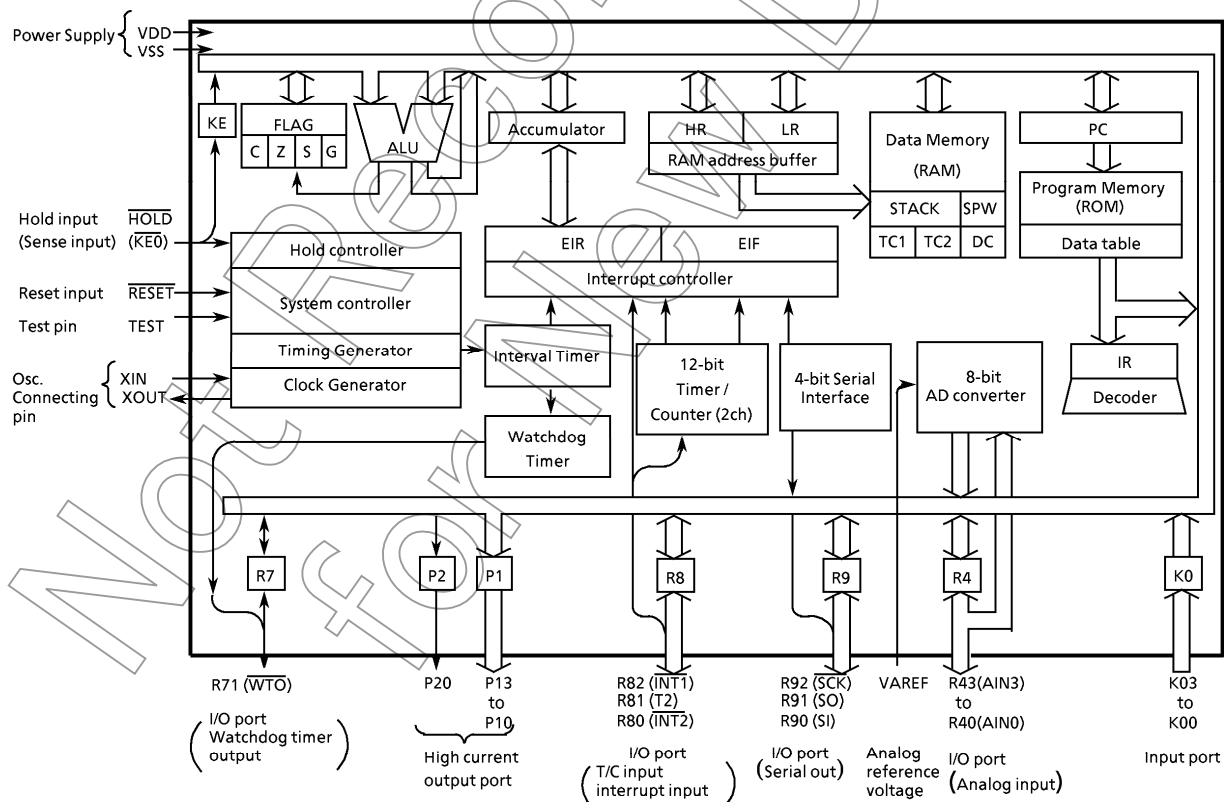 Power Supply VDD
VSS
KE
FLAG
C Z S G
ALU
Accumulator
HR LR
RAM address buffer
Data Memory
(RAM)
STACK SPW
TC1 TC2 DC
PC
Program Memory
(ROM)
Data table
Hold input HOLD
(Sense input) (KE0)
Reset input RESET
Test pin TEST
Osc.
Connecting
pin
XIN
XOUT
Hold controller
System controller
Timing Generator
Clock Generator
EIR EIF
Interrupt controller
Interval Timer
Watchdog
Timer
12-bit
Timer /
Counter (2ch)
4-bit Serial
Interface
8-bit
AD converter
IR
Decoder
R7
P2
P1
R8
R9
R4
K0
R71 (WTO)
I/O port
Watchdog timer
output
P20
P13
to
P10
High current
output port
R82 (INT1)
R81 (T2)
R80 (INT2)
I/O port
(T/C input
interrupt input)
R92 (SCK)
R91 (SO)
R90 (SI)
I/O port
(Serial out)
VAREF
Analog
reference
voltage
R43(AIN3)
to
R40(AIN0)
I/O port
(Analog input)
K03
to
K00
Input port
Not Reco
for New D